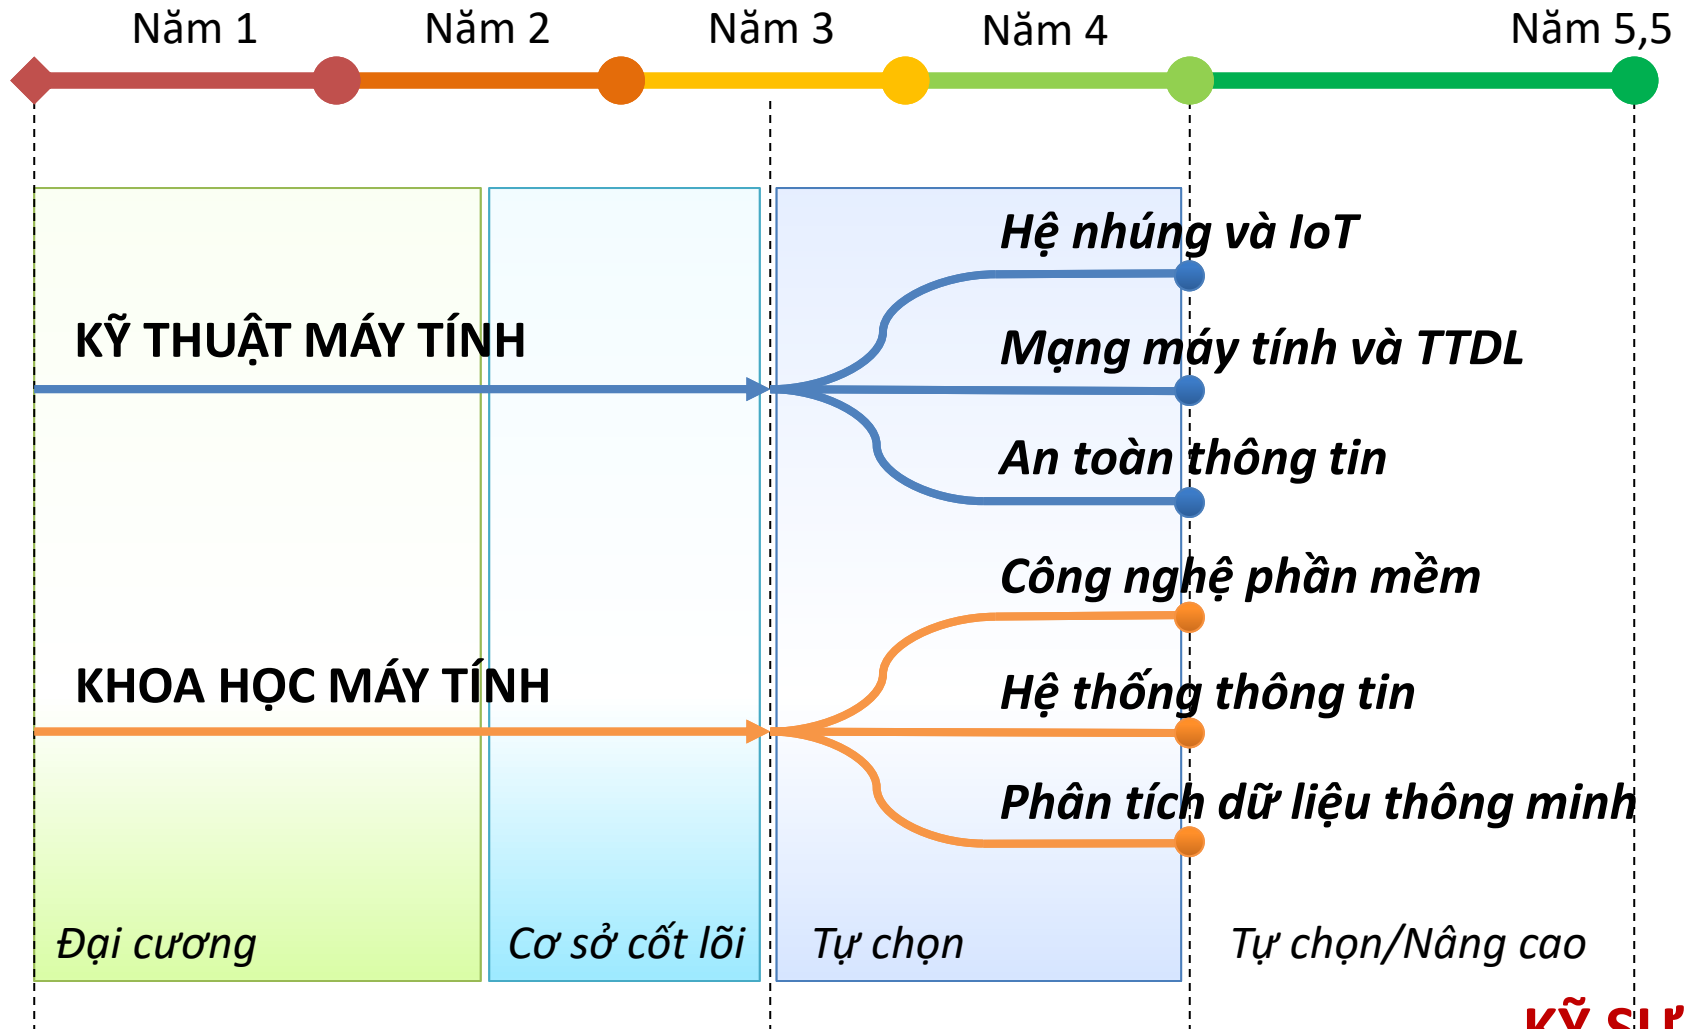 Năm 1 Năm 2 Năm 3 Năm 4 Năm 5,5
Hệ nhúng và IoT
KỸ THUẬT MÁY TÍNH
Mạng máy tính và TTDL
An toàn thông tin
Công nghệ phần mềm
KHOA HỌC MÁY TÍNH
Hệ thống thông tin
Phân tích dữ liệu thông minh
Đại cương
Cơ sở cốt lõi
Tự chọn
Tự chọn/Nâng cao
KỸ SƯ